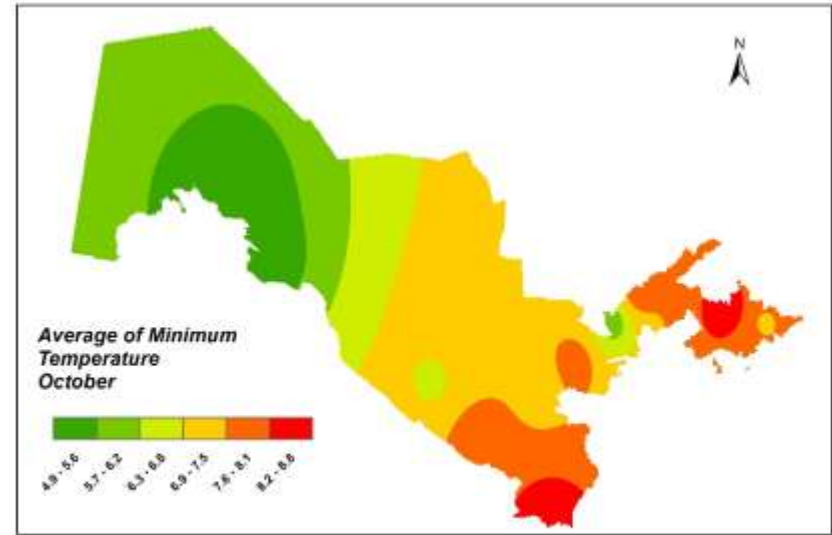 N
Average of Minimum
Temperature
October
4.9 - 5.6
5.7 - 6.2
6.3 - 6.8
6.9 - 7.5
7.6 - 8.1
8.2 - 8.8